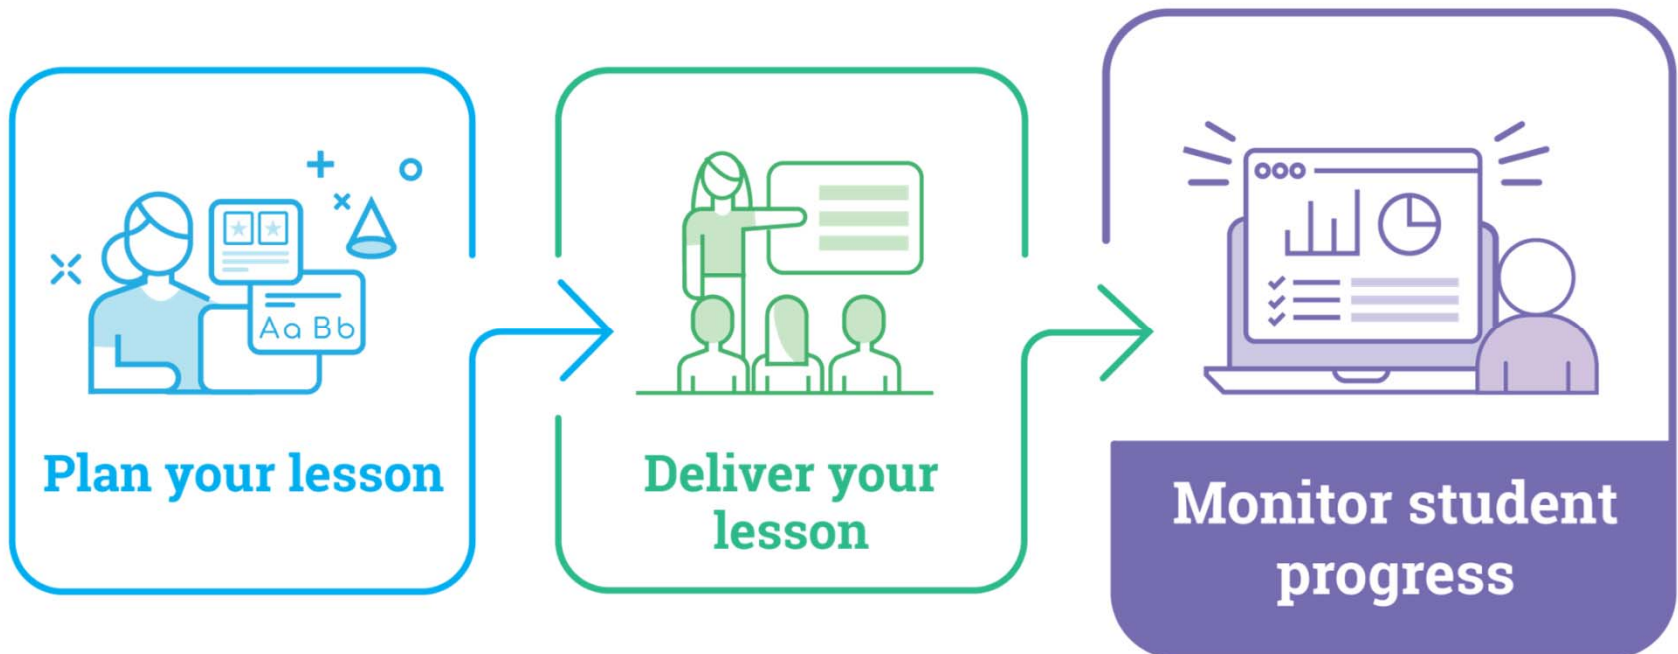 Aa Bb
Plan your lesson
Deliver your
lesson
Monitor student
progress